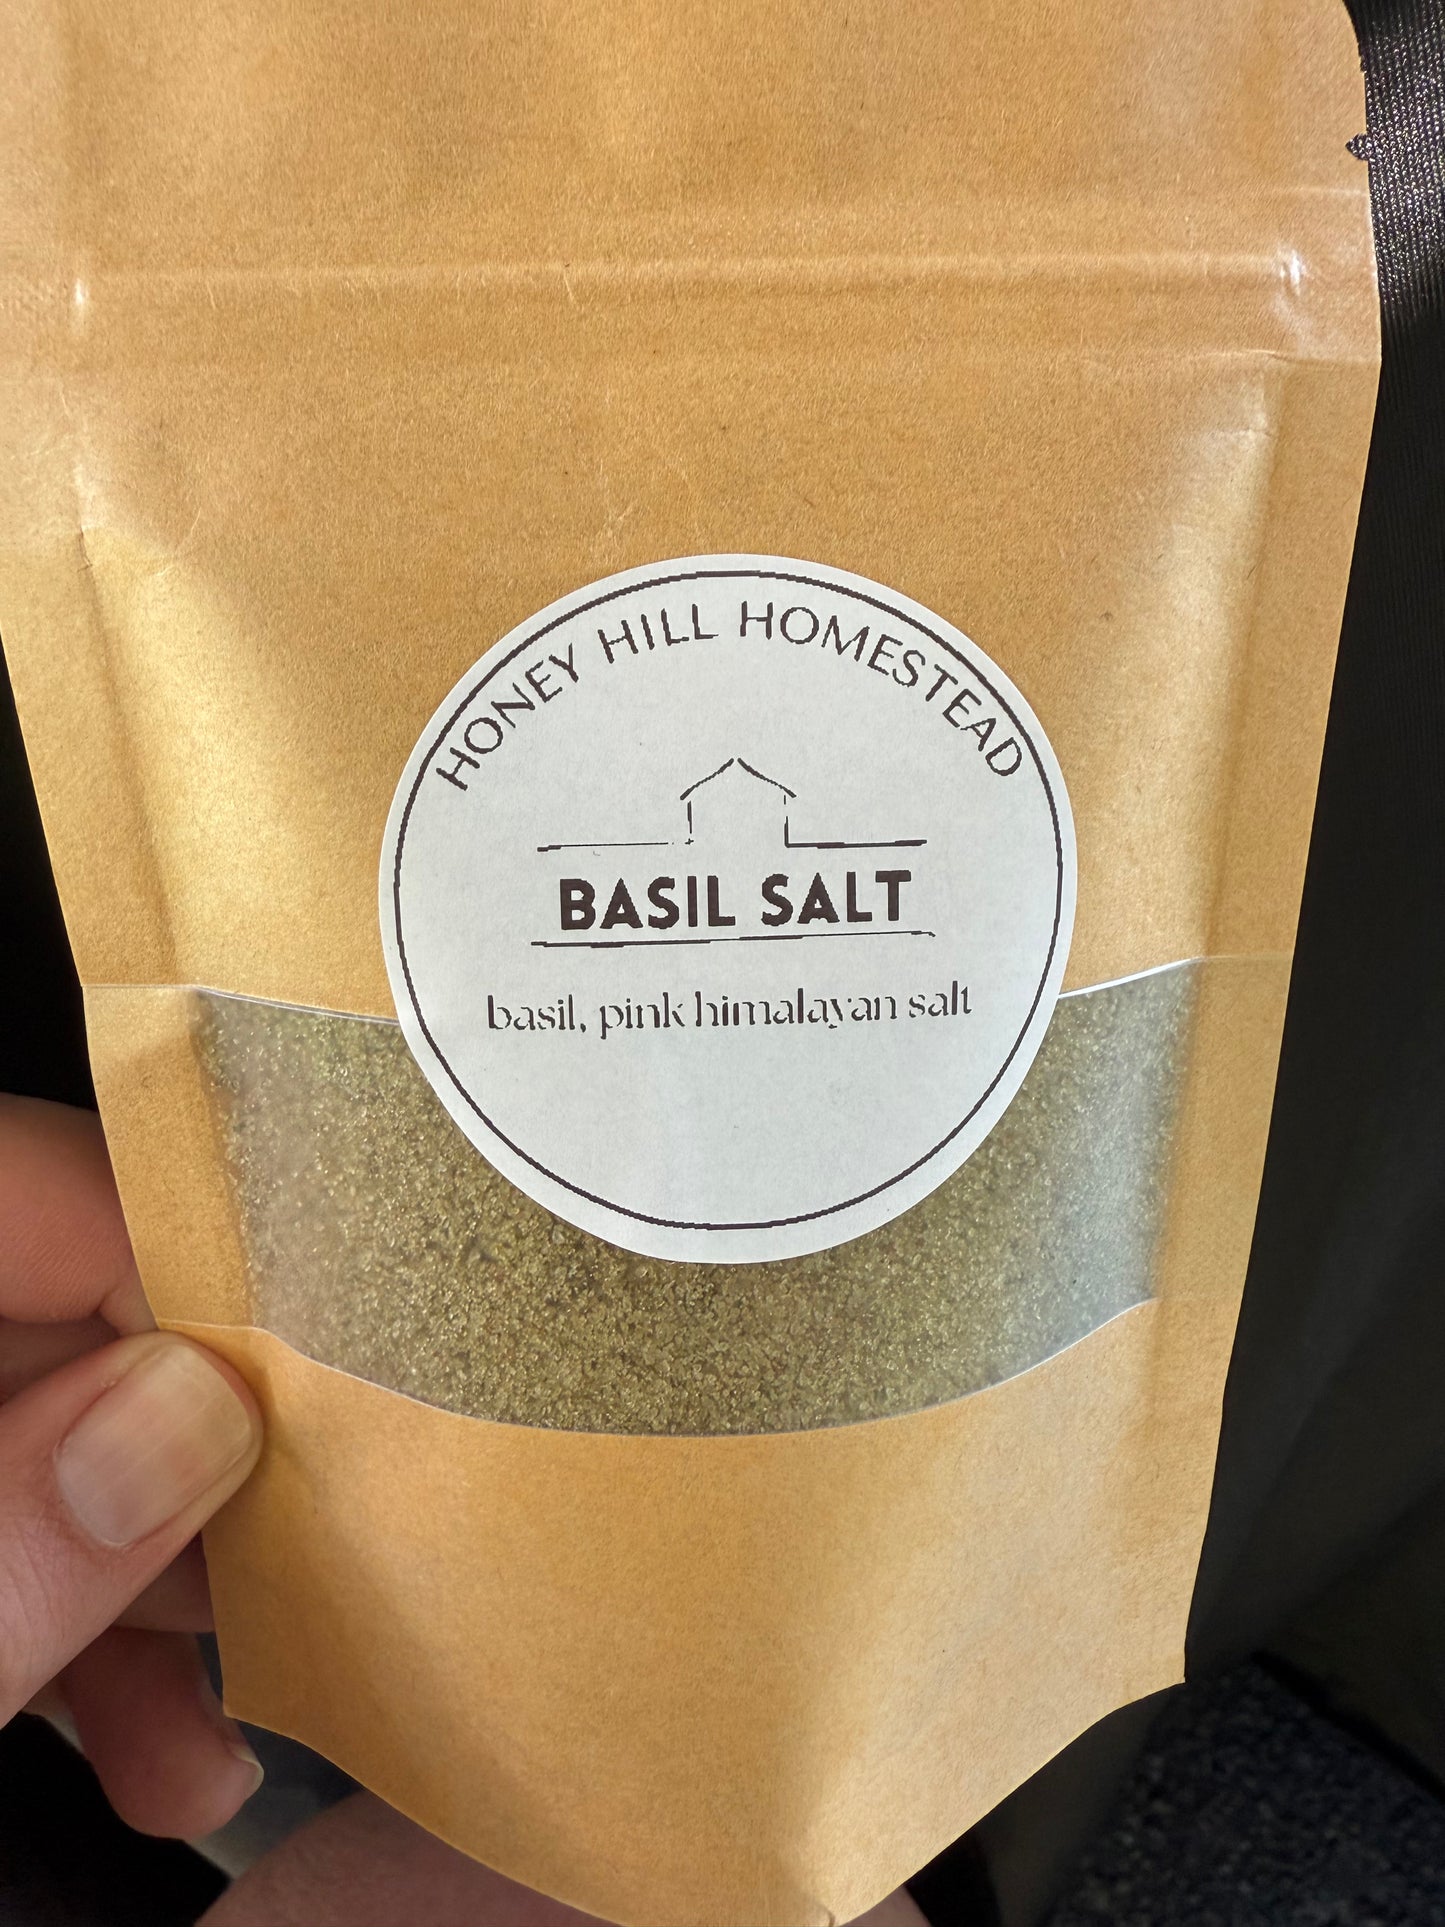 HONEY HILL HOMESTEAD
BASIL SALT
basil, pink himalayan salt